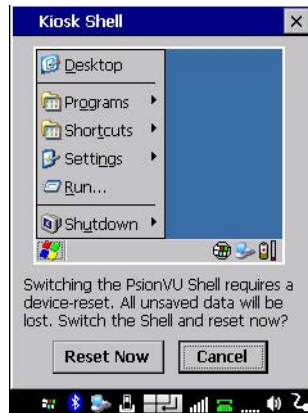 Kiosk Shell
Desktop
Programs
Shortcuts
Settings
Run...
Shutdown
Switching the PsionVU Shell requires a
device-reset. All unsaved data will be
lost. Switch the Shell and reset now?
Reset Now Cancel